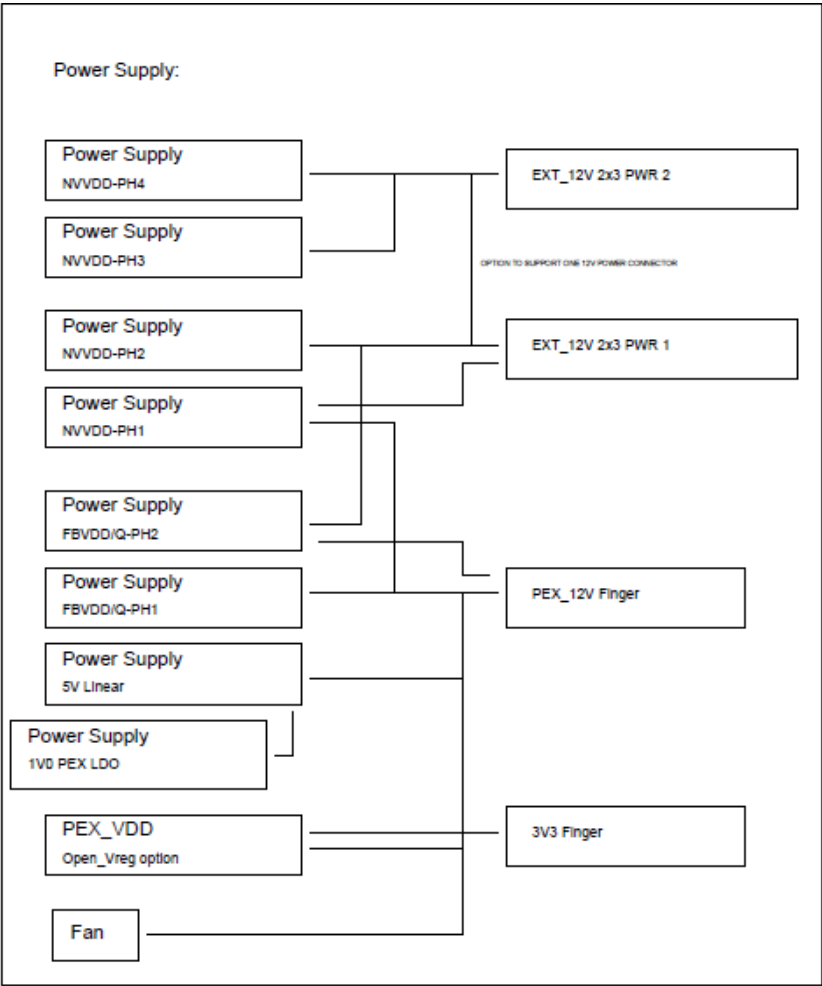 Power Supply:
Power Supply
NVVDD-PH4
EXT_12V 2x3 PWR 2
Power Supply
NVVDD-PH3
OPTION TO SUPPORT ONE 12V POWER CONNECTOR
Power Supply
NVVDD-PH2
EXT_12V 2x3 PWR 1
Power Supply
NVVDD-PH1
Power Supply
FBVDD/Q-PH2
Power Supply
FBVDD/Q-PH1
PEX_12V Finger
Power Supply
5V Linear
Power Supply
1V0 PEX LDO
PEX_VDD
Open_Vreg option
3V3 Finger
Fan